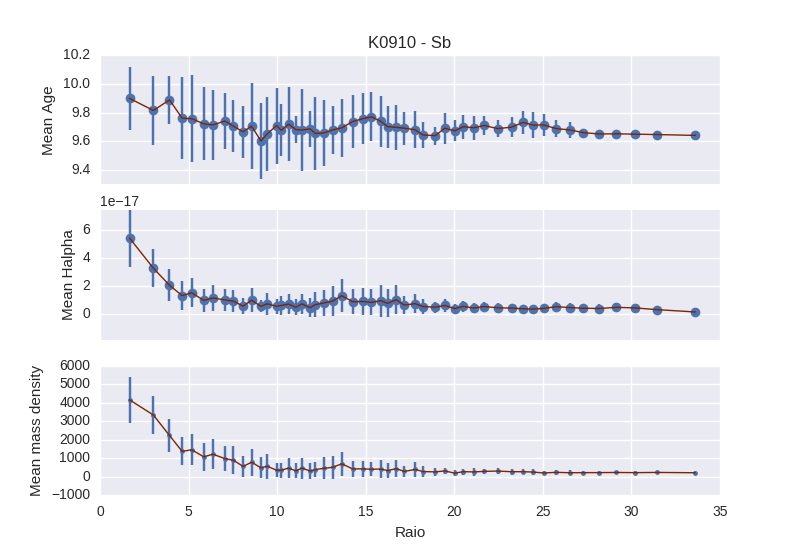 K0910 - Sb
10.2
10.0
9.8
9.6
9.4
Mean Age
1e−17
6
4
2
0
Mean Halpha
6000
5000
4000
3000
2000
1000
0
−1000
Mean mass density
0 5 10 15 20 25 30 35
Raio